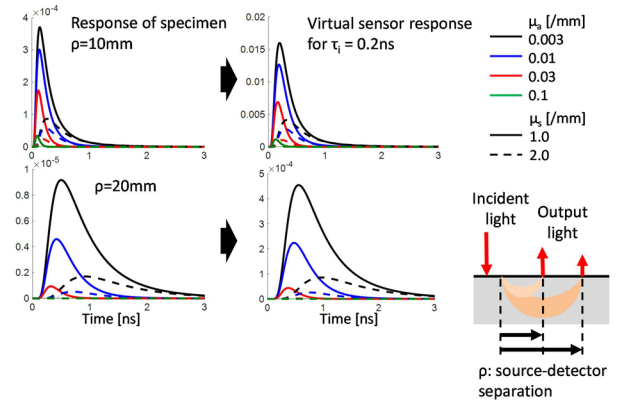 4 ×10⁻⁴
Response of specimen
ρ=10mm
3
2
1
0
0 1 2 3
0.02
Virtual sensor response
for τi = 0.2ns
0.015
0.01
0.005
0
0 1 2 3
μa [/mm]
0.003
0.01
0.03
0.1
μs [/mm]
1.0
2.0
1 ×10⁻⁵
ρ=20mm
0.8
0.6
0.4
0.2
0
0 1 2 3
Time [ns]
5 ×10⁻⁴
4
3
2
1
0
0 1 2 3
Time [ns]
Incident
light
Output
light
ρ: source-detector
separation